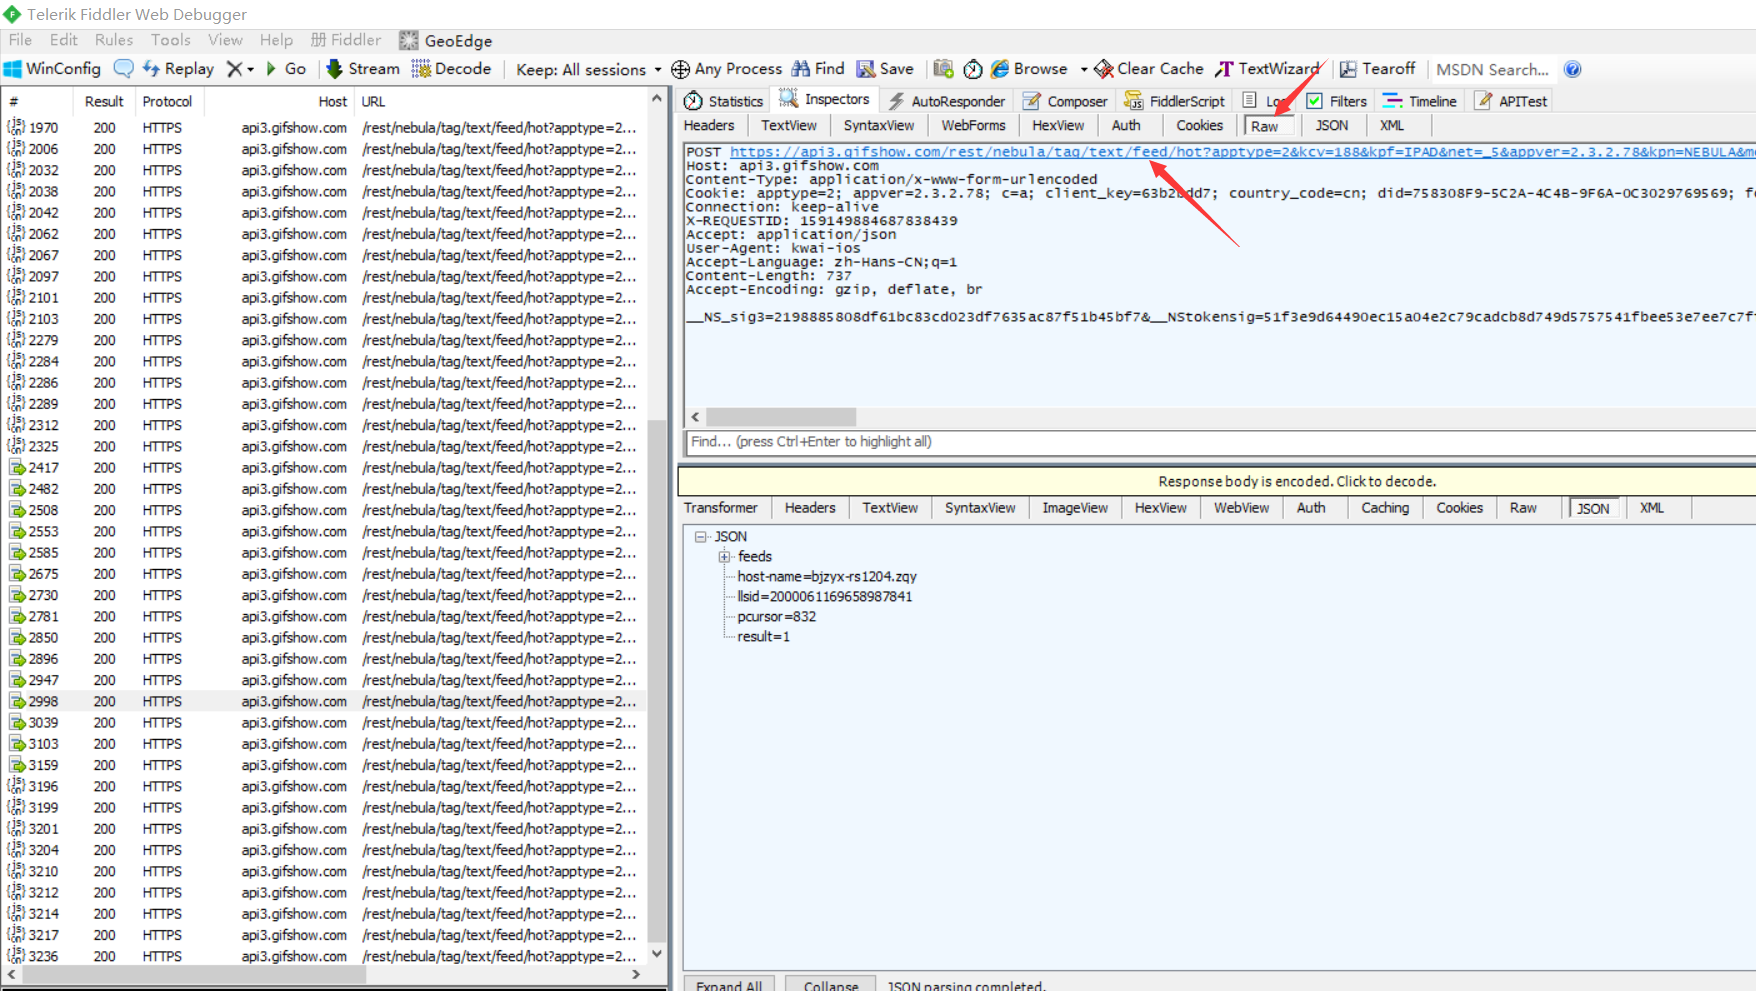 Telerik Fiddler Web Debugger
File Edit Rules Tools View Help 册 Fiddler GeoEdge
WinConfig Replay Go Stream Decode Keep: All sessions Any Process Find Save Browse Clear Cache TextWizard Tearoff MSDN Search...
# Result Protocol Host URL
1970 200 HTTPS api3.gifshow.com /rest/nebula/tag/text/feed/hot?apptype=2...
2006 200 HTTPS api3.gifshow.com /rest/nebula/tag/text/feed/hot?apptype=2...
2032 200 HTTPS api3.gifshow.com /rest/nebula/tag/text/feed/hot?apptype=2...
2038 200 HTTPS api3.gifshow.com /rest/nebula/tag/text/feed/hot?apptype=2...
2042 200 HTTPS api3.gifshow.com /rest/nebula/tag/text/feed/hot?apptype=2...
2062 200 HTTPS api3.gifshow.com /rest/nebula/tag/text/feed/hot?apptype=2...
2067 200 HTTPS api3.gifshow.com /rest/nebula/tag/text/feed/hot?apptype=2...
2097 200 HTTPS api3.gifshow.com /rest/nebula/tag/text/feed/hot?apptype=2...
2101 200 HTTPS api3.gifshow.com /rest/nebula/tag/text/feed/hot?apptype=2...
2103 200 HTTPS api3.gifshow.com /rest/nebula/tag/text/feed/hot?apptype=2...
2279 200 HTTPS api3.gifshow.com /rest/nebula/tag/text/feed/hot?apptype=2...
2284 200 HTTPS api3.gifshow.com /rest/nebula/tag/text/feed/hot?apptype=2...
2286 200 HTTPS api3.gifshow.com /rest/nebula/tag/text/feed/hot?apptype=2...
2289 200 HTTPS api3.gifshow.com /rest/nebula/tag/text/feed/hot?apptype=2...
2312 200 HTTPS api3.gifshow.com /rest/nebula/tag/text/feed/hot?apptype=2...
2325 200 HTTPS api3.gifshow.com /rest/nebula/tag/text/feed/hot?apptype=2...
2417 200 HTTPS api3.gifshow.com /rest/nebula/tag/text/feed/hot?apptype=2...
2482 200 HTTPS api3.gifshow.com /rest/nebula/tag/text/feed/hot?apptype=2...
2508 200 HTTPS api3.gifshow.com /rest/nebula/tag/text/feed/hot?apptype=2...
2553 200 HTTPS api3.gifshow.com /rest/nebula/tag/text/feed/hot?apptype=2...
2585 200 HTTPS api3.gifshow.com /rest/nebula/tag/text/feed/hot?apptype=2...
2675 200 HTTPS api3.gifshow.com /rest/nebula/tag/text/feed/hot?apptype=2...
2730 200 HTTPS api3.gifshow.com /rest/nebula/tag/text/feed/hot?apptype=2...
2781 200 HTTPS api3.gifshow.com /rest/nebula/tag/text/feed/hot?apptype=2...
2850 200 HTTPS api3.gifshow.com /rest/nebula/tag/text/feed/hot?apptype=2...
2896 200 HTTPS api3.gifshow.com /rest/nebula/tag/text/feed/hot?apptype=2...
2947 200 HTTPS api3.gifshow.com /rest/nebula/tag/text/feed/hot?apptype=2...
2998 200 HTTPS api3.gifshow.com /rest/nebula/tag/text/feed/hot?apptype=2...
3039 200 HTTPS api3.gifshow.com /rest/nebula/tag/text/feed/hot?apptype=2...
3103 200 HTTPS api3.gifshow.com /rest/nebula/tag/text/feed/hot?apptype=2...
3159 200 HTTPS api3.gifshow.com /rest/nebula/tag/text/feed/hot?apptype=2...
3196 200 HTTPS api3.gifshow.com /rest/nebula/tag/text/feed/hot?apptype=2...
3199 200 HTTPS api3.gifshow.com /rest/nebula/tag/text/feed/hot?apptype=2...
3201 200 HTTPS api3.gifshow.com /rest/nebula/tag/text/feed/hot?apptype=2...
3204 200 HTTPS api3.gifshow.com /rest/nebula/tag/text/feed/hot?apptype=2...
3210 200 HTTPS api3.gifshow.com /rest/nebula/tag/text/feed/hot?apptype=2...
3212 200 HTTPS api3.gifshow.com /rest/nebula/tag/text/feed/hot?apptype=2...
3214 200 HTTPS api3.gifshow.com /rest/nebula/tag/text/feed/hot?apptype=2...
3217 200 HTTPS api3.gifshow.com /rest/nebula/tag/text/feed/hot?apptype=2...
3236 200 HTTPS api3.gifshow.com /rest/nebula/tag/text/feed/hot?apptype=2...
Statistics Inspectors AutoResponder Composer FiddlerScript Filters Timeline APITest
Headers TextView SyntaxView WebForms HexView Auth Cookies Raw JSON XML
POST https://api3.gifshow.com/rest/nebula/tag/text/feed/hot?apptype=2&kcv=188&kpf=IPAD&net=_5&appver=2.3.2.78&kpn=NEBULA&m
Host: api3.gifshow.com
Content-Type: application/x-www-form-urlencoded
Cookie: apptype=2; appver=2.3.2.78; c=a; client_key=63b2bdd7; country_code=cn; did=758308F9-5C2A-4C4B-9F6A-0C3029769569; f
Connection: keep-alive
X-REQUESTID: 159149884687838439
Accept: application/json
User-Agent: kwai-ios
Accept-Language: zh-Hans-CN;q=1
Content-Length: 737
Accept-Encoding: gzip, deflate, br
__NS_sig3=2198885808df61bc83cd023df7635ac87f51b45bf7&__NStokensig=51f3e9d64490ec15a04e2c79cadcb8d749d5757541fbee53e7ee7c7f
Find... (press Ctrl+Enter to highlight all)
Response body is encoded. Click to decode.
Transformer Headers TextView SyntaxView ImageView HexView WebView Auth Caching Cookies Raw JSON XML
JSON
feeds
host-name=bjzyx-rs1204.zqy
llsid=2000061169658987841
pcursor=832
result=1
Expand All Collapse JSON parsing completed.